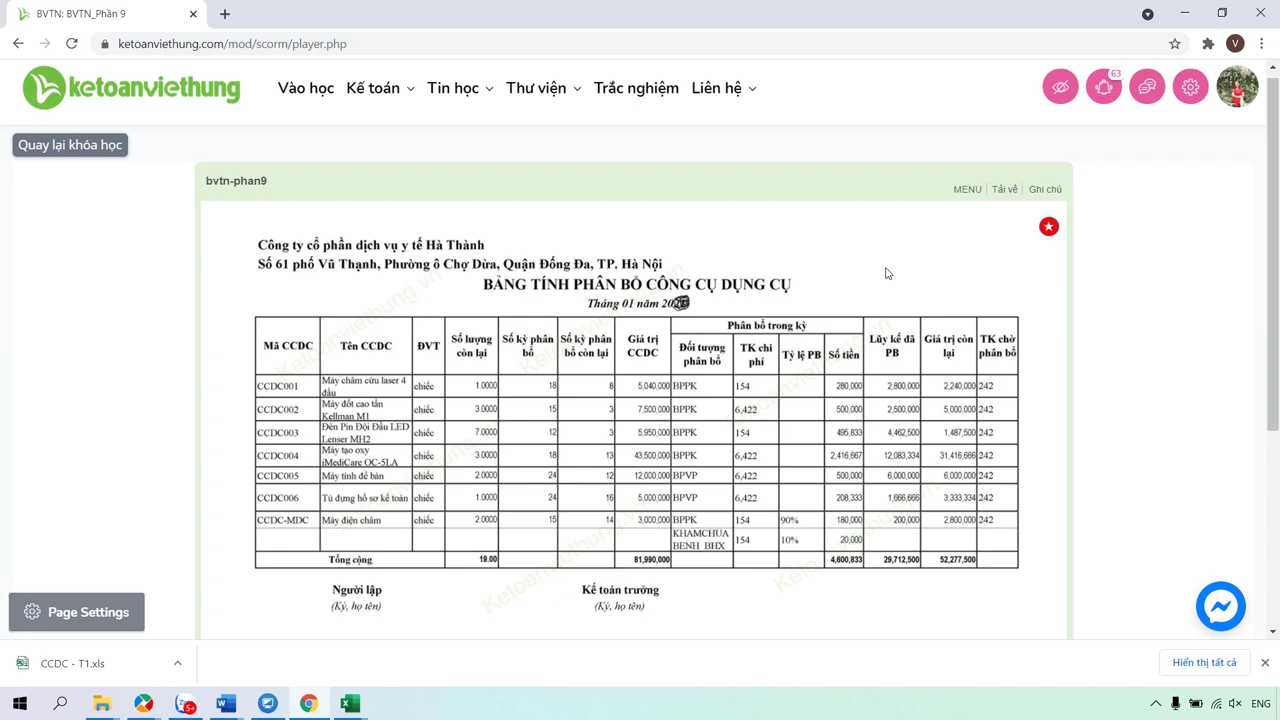 BVTN: BVTN_Phần 9
ketoanviethung.com/mod/scorm/player.php
ketoanviethung
Vào học Kế toán Tin học Thư viện Trắc nghiệm Liên hệ
63
V
Quay lại khóa học
bvtn-phan9
MENU Tải về Ghi chú
Công ty cổ phần dịch vụ y tế Hà Thành
Số 61 phố Vũ Thạnh, Phường ô Chợ Dừa, Quận Đống Đa, TP. Hà Nội
BẢNG TÍNH PHÂN BỔ CÔNG CỤ DỤNG CỤ
Tháng 01 năm 20
Mã CCDC Tên CCDC ĐVT Số lượng còn lại Số kỳ phân bổ Số kỳ phân bổ còn lại Giá trị CCDC Phân bổ trong kỳ Lũy kế đã PB Giá trị còn lại TK chờ phân bổ
Đối tượng phân bổ TK chi phí Tỷ lệ PB Số tiền
CCDC001 Máy châm cứu laser 4 đầu chiếc 1.0000 18 8 5,040,000 BPPK 154 280,000 2,800,000 2,240,000 242
CCDC002 Máy đốt cao tần Kellman M1 chiếc 3.0000 15 3 7,500,000 BPPK 6,422 500,000 2,500,000 5,000,000 242
CCDC003 Đèn Pin Đội Đầu LED Lenser MH2 chiếc 7.0000 12 3 5,950,000 BPPK 154 495,833 4,462,500 1,487,500 242
CCDC004 Máy tạo oxy iMediCare OC-5LA chiếc 3.0000 18 13 43,500,000 BPPK 6,422 2,416,667 12,083,334 31,416,666 242
CCDC005 Máy tính để bàn chiếc 2.0000 24 12 12,000,000 BPVP 6,422 500,000 6,000,000 6,000,000 242
CCDC006 Tủ đựng hồ sơ kế toán chiếc 1.0000 24 16 5,000,000 BPVP 6,422 208,333 1,666,666 3,333,334 242
CCDC-MDC Máy điện châm chiếc 2.0000 15 14 3,000,000 BPPK 154 90% 180,000 200,000 2,800,000 242
KHAMCHUA BENH BHX 154 10% 20,000
Tổng cộng 19.00 81,990,000 4,600,833 29,712,500 52,277,500
Người lập Kế toán trưởng
(Ký, họ tên) (Ký, họ tên)
Ketoanviethung.vn
Page Settings
CCDC - T1.xls
Hiển thị tất cả
5+
ENG